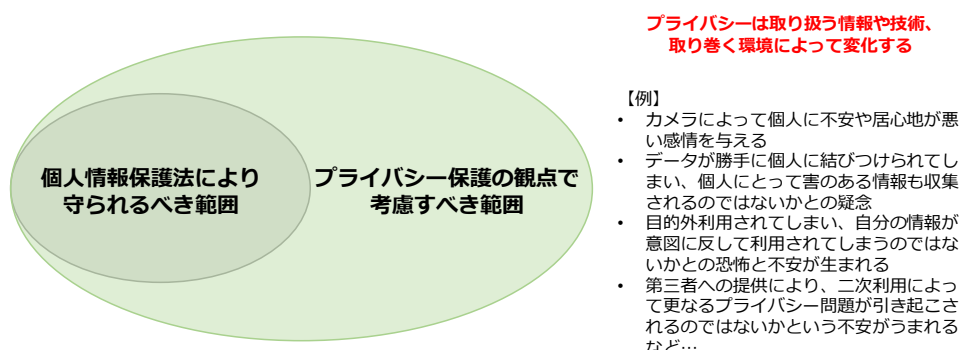 プライバシーは取り扱う情報や技術、
取り巻く環境によって変化する
個人情報保護法により
守られるべき範囲
プライバシー保護の観点で
考慮すべき範囲
【例】
• カメラによって個人に不安や居心地が悪
い感情を与える
• データが勝手に個人に結びつけられてし
まい、個人にとって害のある情報も収集
されるのではないかとの疑念
• 目的外利用されてしまい、自分の情報が
意図に反して利用されてしまうのではな
いかとの恐怖と不安が生まれる
• 第三者への提供により、二次利用によっ
て更なるプライバシー問題が引き起こさ
れるのではないかという不安がうまれる
など…